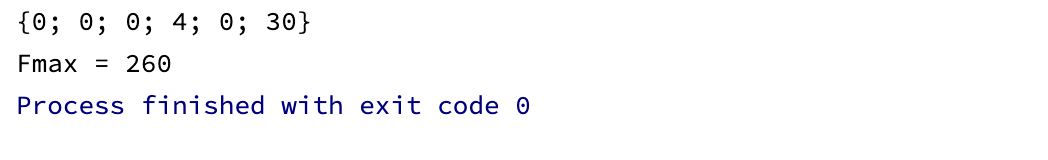 {0; 0; 0; 4; 0; 30}
Fmax = 260
Process finished with exit code 0